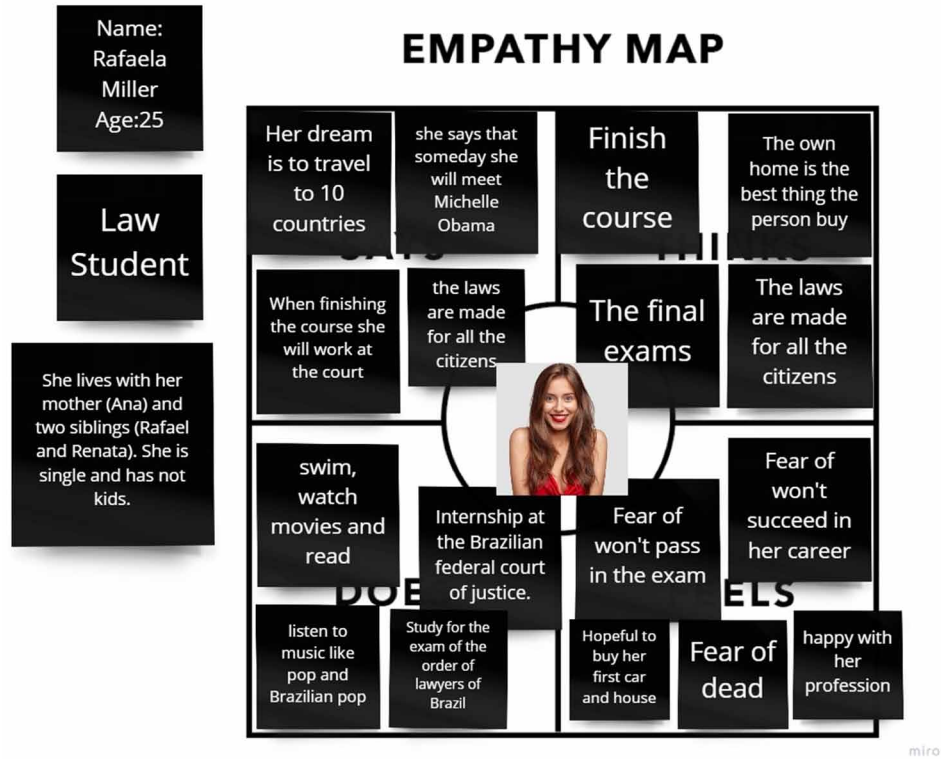 EMPATHY MAP
Name:
Rafaela
Miller
Age:25
Law
Student
She lives with her
mother (Ana) and
two siblings (Rafael
and Renata). She is
single and has not
kids.
Her dream
is to travel
to 10
countries
she says that
someday she
will meet
Michelle
Obama
SAYS
When finishing
the course she
will work at
the court
the laws
are made
for all the
citizens
Finish
the
course
The own
home is the
best thing the
person buy
THINKS
The final
exams
The laws
are made
for all the
citizens
swim,
watch
movies and
read
Internship at
the Brazilian
federal court
of justice.
DOE
listen to
music like
pop and
Brazilian pop
Study for the
exam of the
order of
lawyers of
Brazil
Fear of
won't pass
in the exam
Fear of
won't
succeed in
her career
ELS
Hopeful to
buy her
first car
and house
Fear of
dead
happy with
her
profession
miro